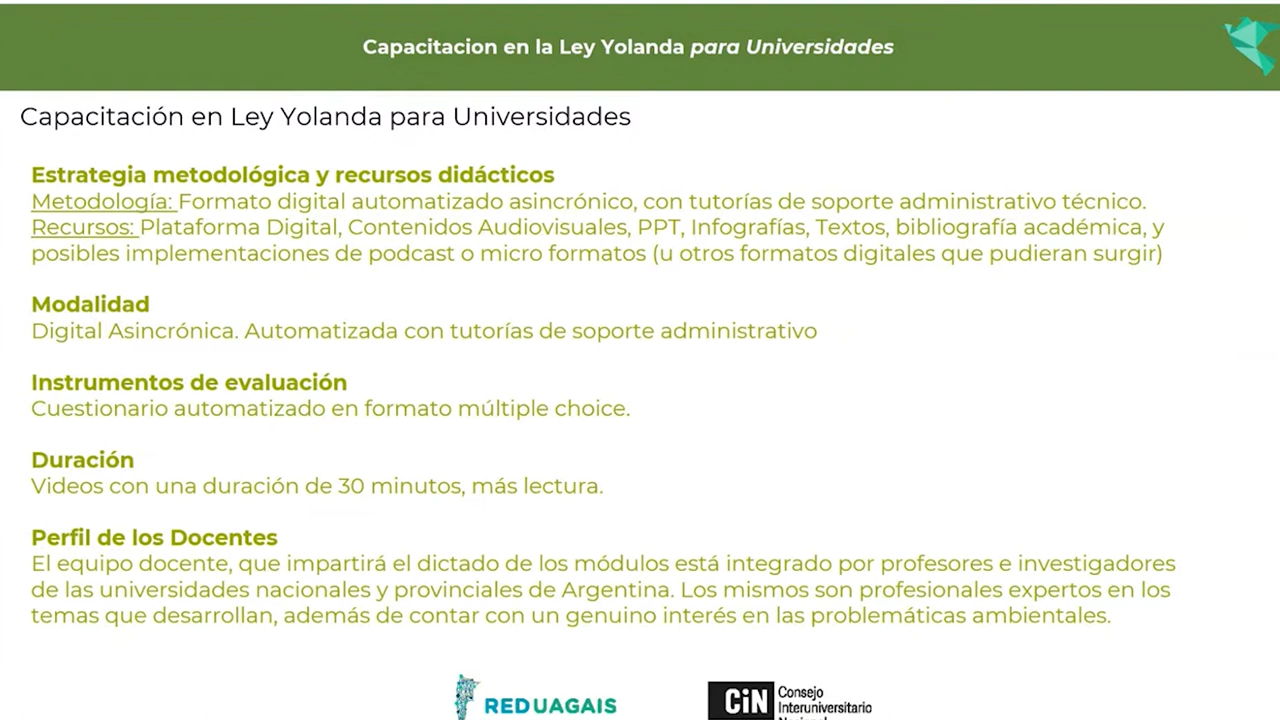 Capacitacion en la Ley Yolanda para Universidades
Capacitación en Ley Yolanda para Universidades
Estrategia metodológica y recursos didácticos
Metodología: Formato digital automatizado asincrónico, con tutorías de soporte administrativo técnico.
Recursos: Plataforma Digital, Contenidos Audiovisuales, PPT, Infografías, Textos, bibliografía académica, y
posibles implementaciones de podcast o micro formatos (u otros formatos digitales que pudieran surgir)
Modalidad
Digital Asincrónica. Automatizada con tutorías de soporte administrativo
Instrumentos de evaluación
Cuestionario automatizado en formato múltiple choice.
Duración
Videos con una duración de 30 minutos, más lectura.
Perfil de los Docentes
El equipo docente, que impartirá el dictado de los módulos está integrado por profesores e investigadores
de las universidades nacionales y provinciales de Argentina. Los mismos son profesionales expertos en los
temas que desarrollan, además de contar con un genuino interés en las problemáticas ambientales.
REDUAGAIS
CiN
Consejo
Interuniversitario
Nacional